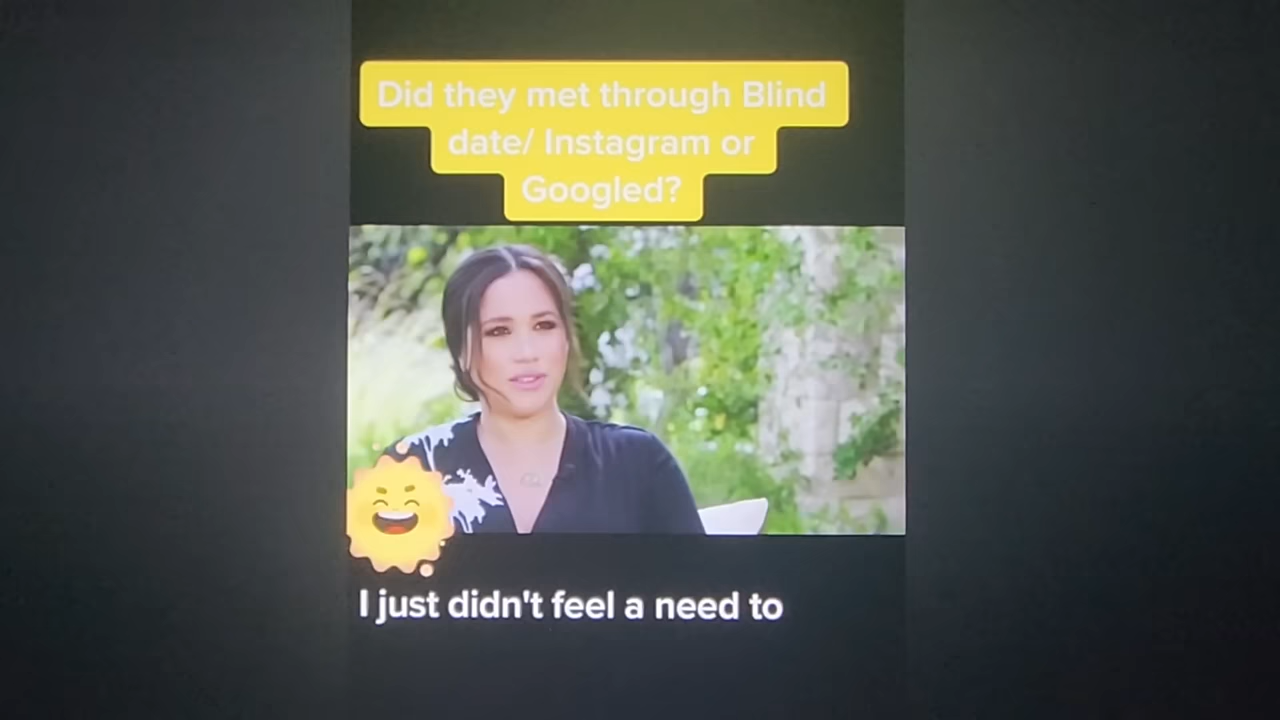 Did they met through Blind
date/ Instagram or
Googled?
I just didn't feel a need to